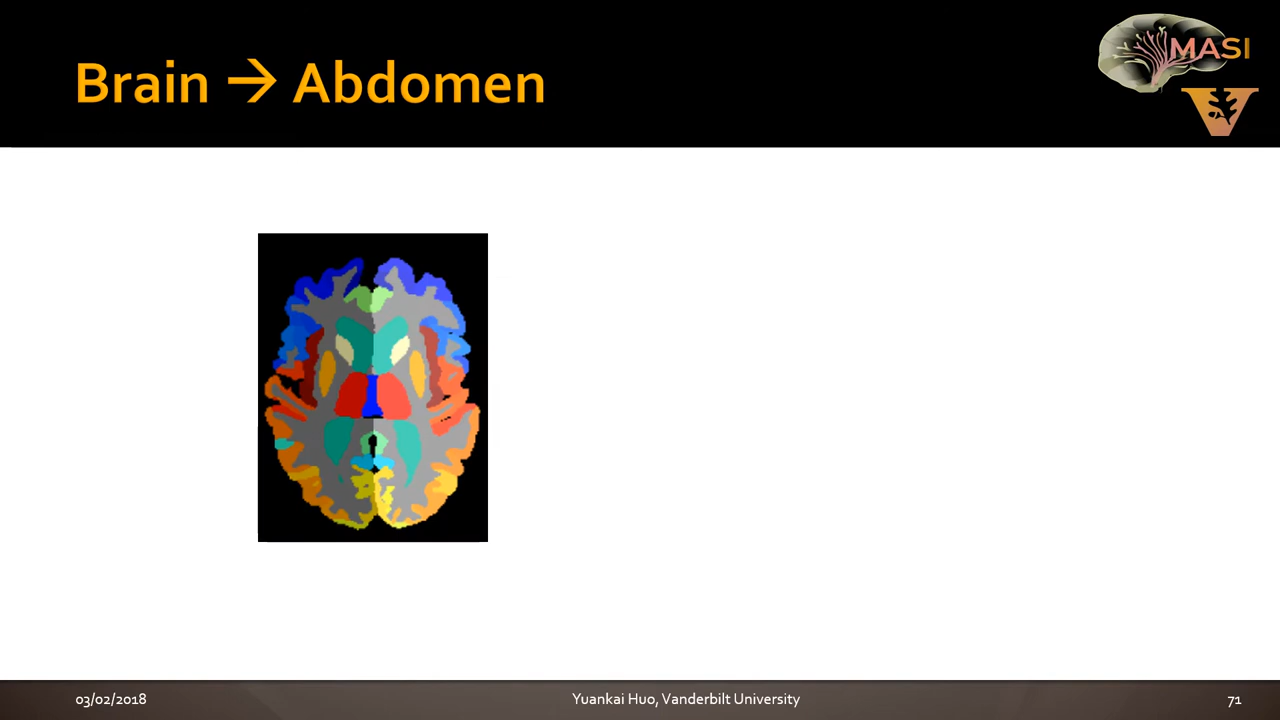 Brain → Abdomen
MASI
V
03/02/2018
Yuankai Huo, Vanderbilt University
71